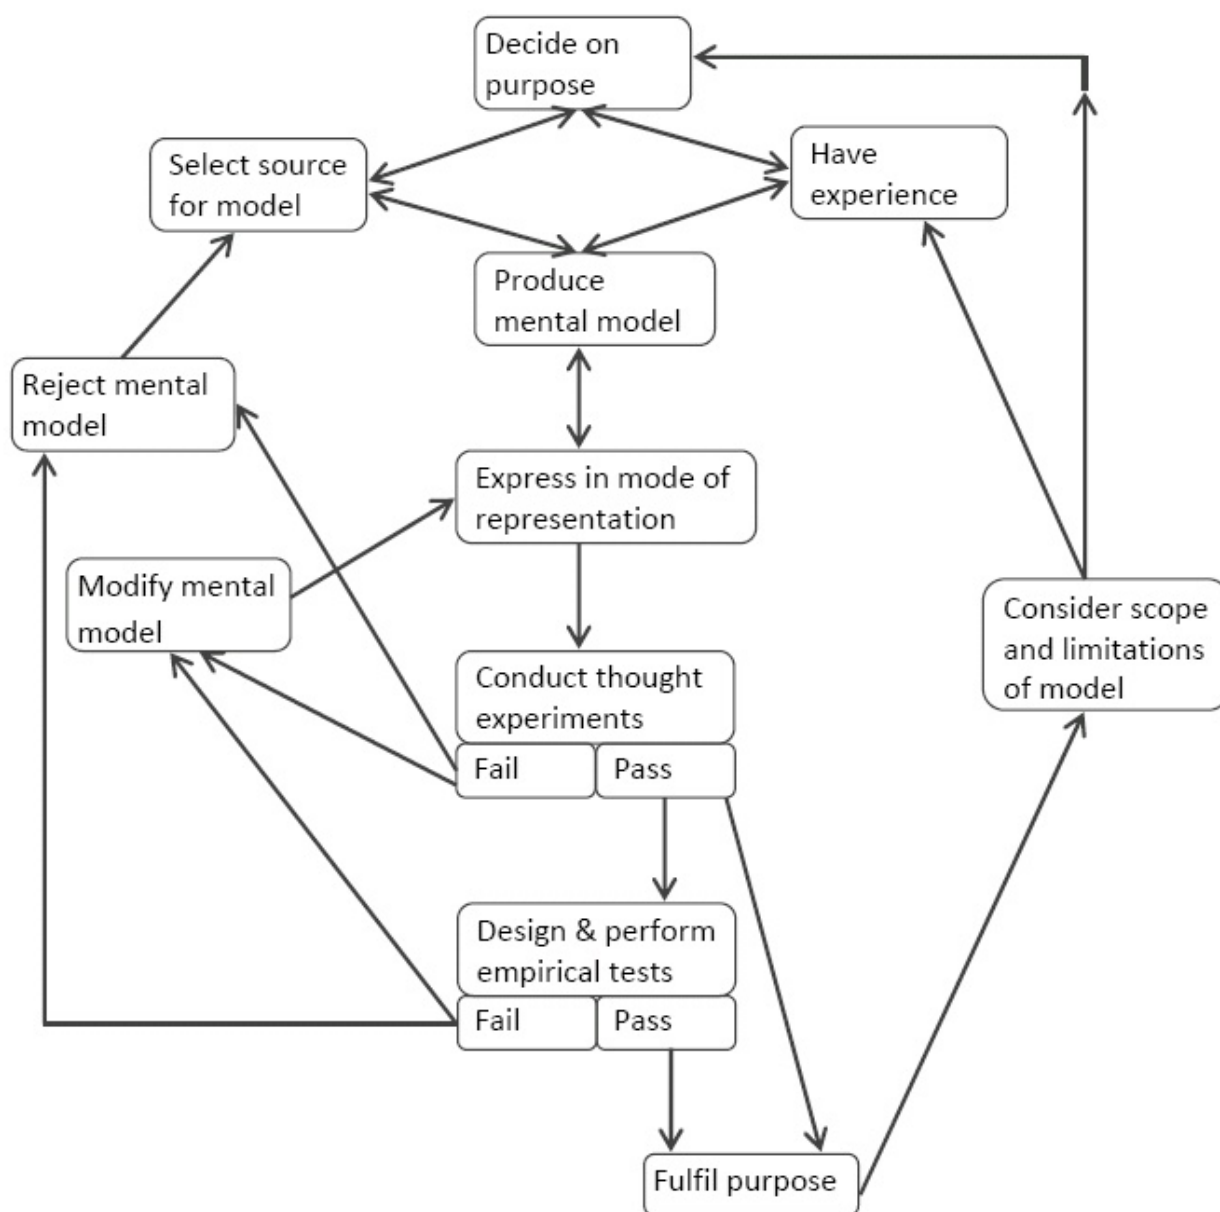 Decide on
purpose
Select source
for model
Have
experience
Produce
mental model
Reject mental
model
Express in mode of
representation
Modify mental
model
Consider scope
and limitations
of model
Conduct thought
experiments
Fail
Pass
Design & perform
empirical tests
Fail
Pass
Fulfil purpose